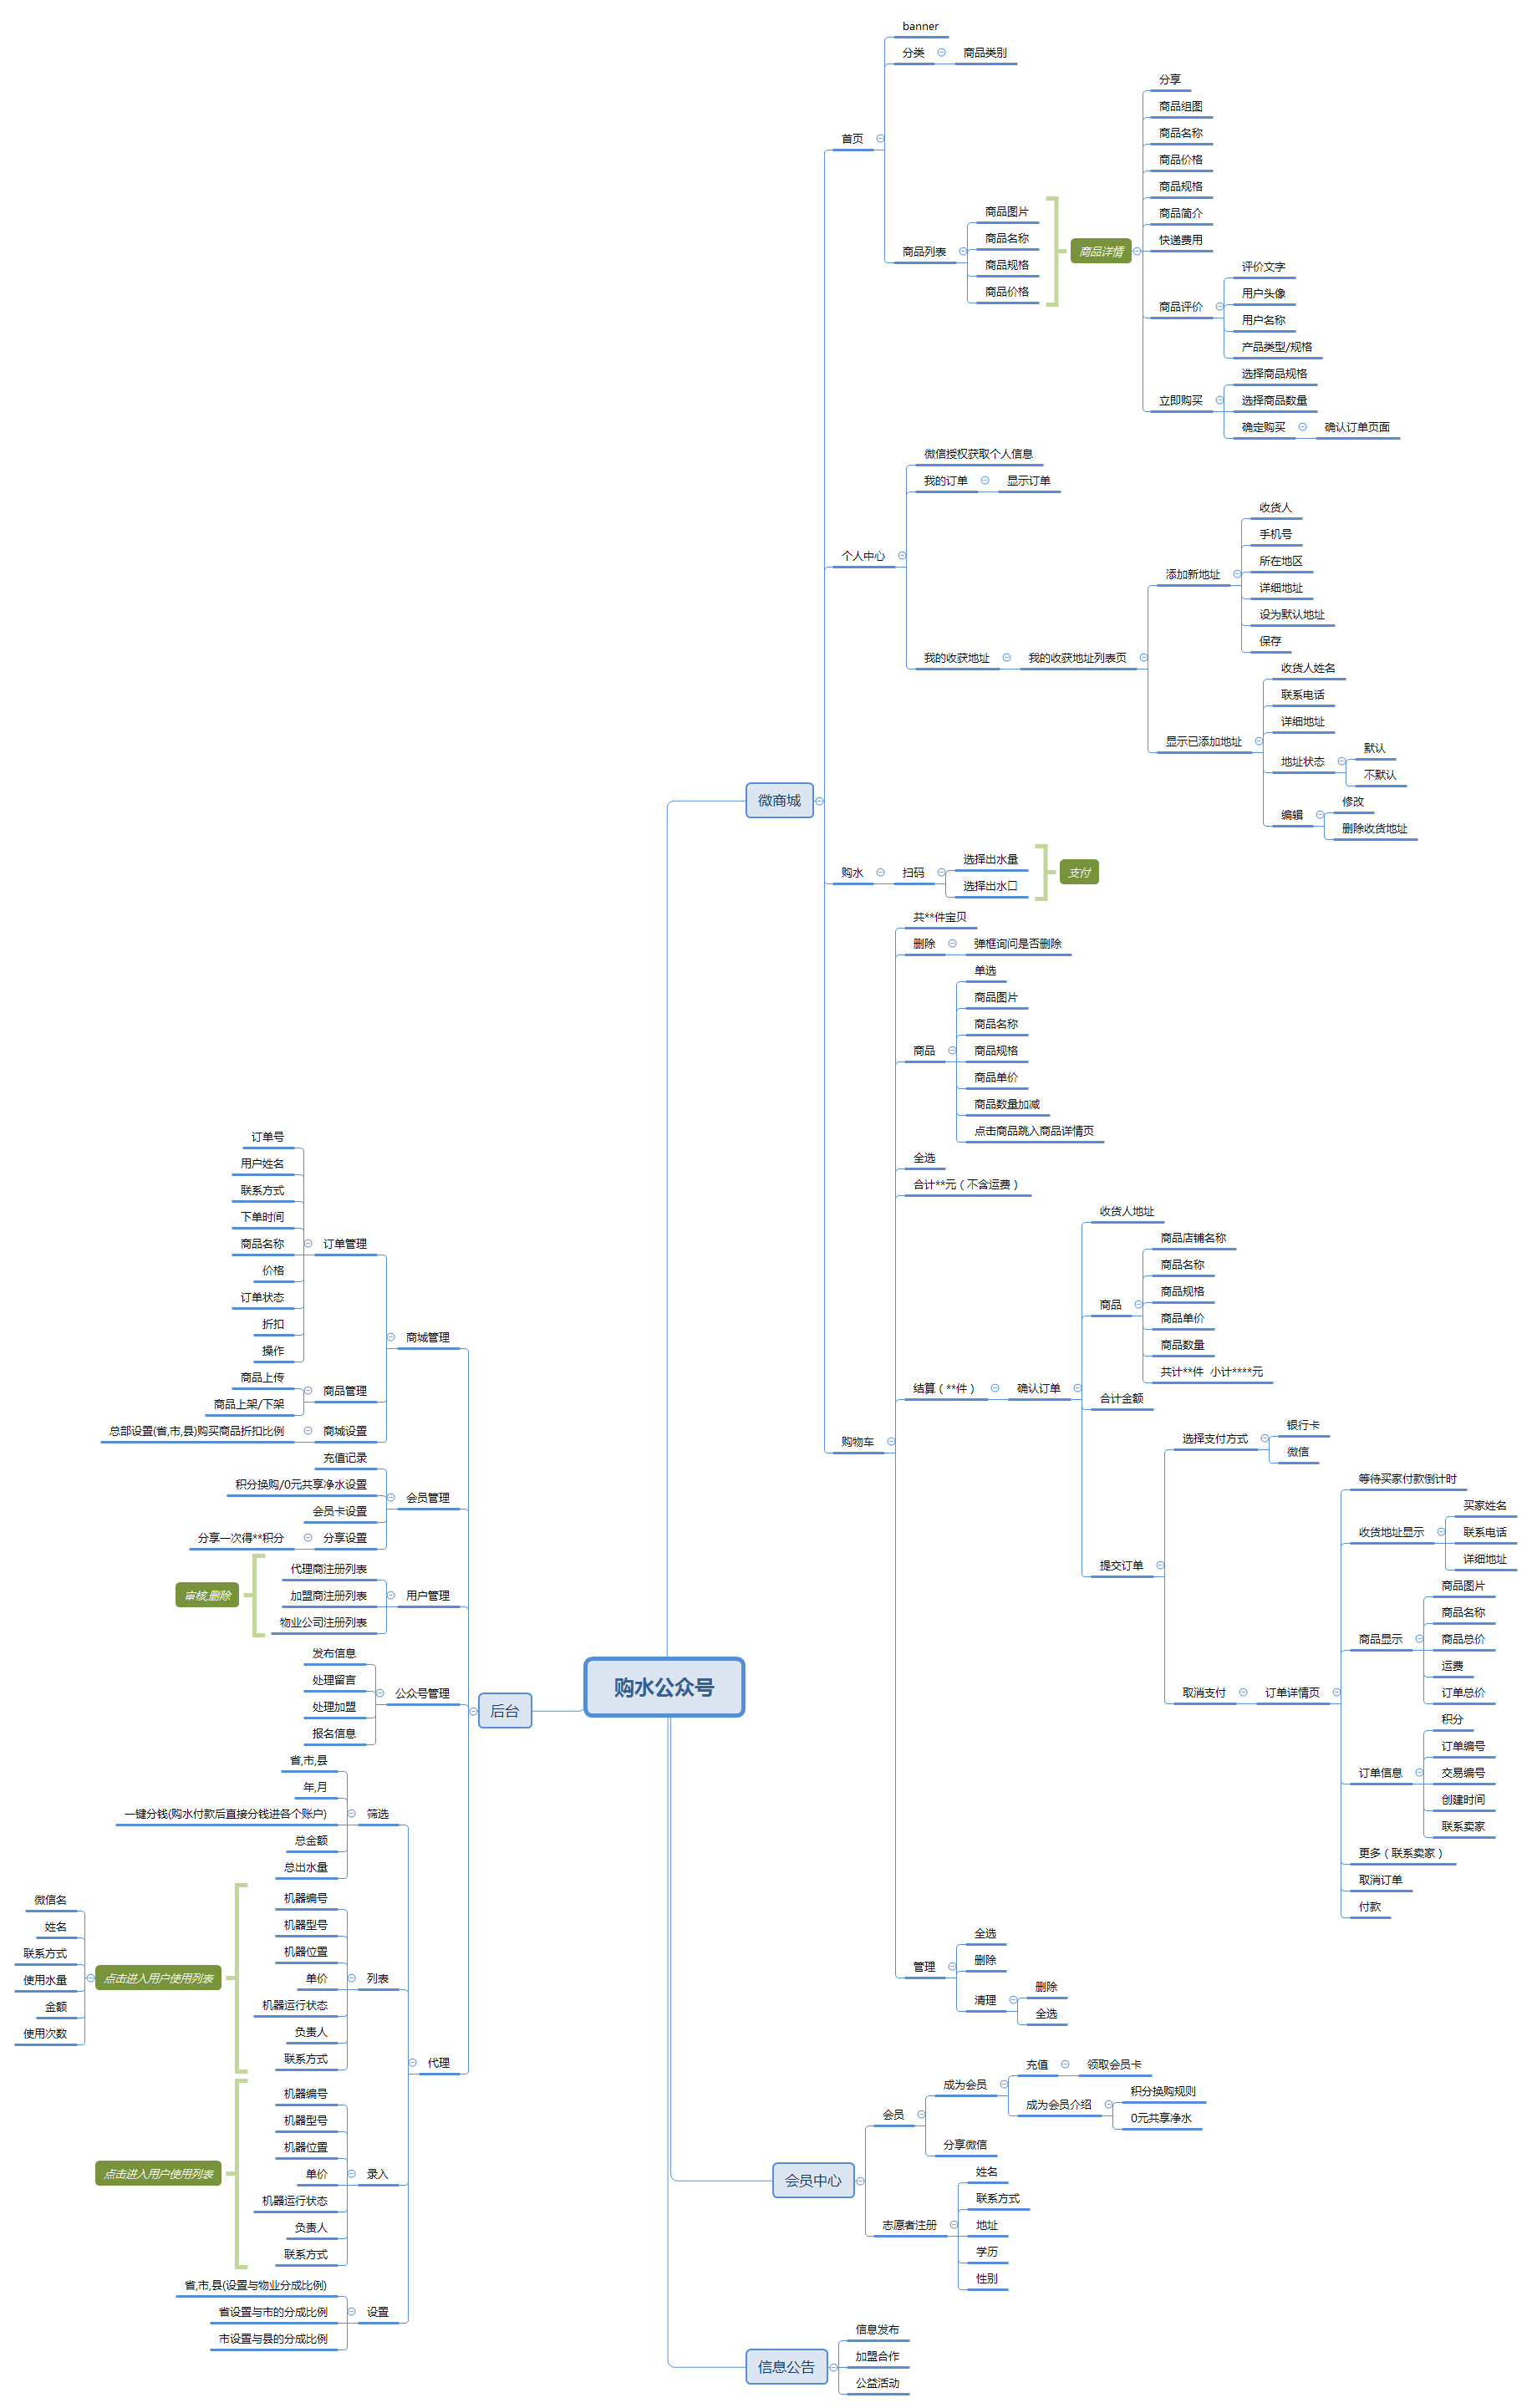 购水公众号
微商城
首页
banner
分类
商品类别
商品列表
商品图片
商品名称
商品规格
商品价格
商品详情
分享
商品组图
商品名称
商品价格
商品规格
商品简介
快递费用
商品评价
评价文字
用户头像
用户名称
产品类型/规格
立即购买
选择商品规格
选择商品数量
确定购买
确认订单页面
个人中心
微信授权获取个人信息
我的订单
显示订单
我的收获地址
我的收获地址列表页
添加新地址
收货人
手机号
所在地区
详细地址
设为默认地址
保存
显示已添加地址
收货人姓名
联系电话
详细地址
地址状态
默认
不默认
编辑
修改
删除收货地址
购水
扫码
选择出水量
选择出水口
支付
购物车
共**件宝贝
删除
弹框询问是否删除
商品
单选
商品图片
商品名称
商品规格
商品单价
商品数量加减
点击商品跳入商品详情页
全选
合计**元（不含运费）
结算（**件）
确认订单
收货人地址
商品
商品店铺名称
商品名称
商品规格
商品单价
商品数量
共计**件 小计****元
合计金额
提交订单
选择支付方式
银行卡
微信
取消支付
订单详情页
等待买家付款倒计时
收货地址显示
买家姓名
联系电话
详细地址
商品显示
商品图片
商品名称
商品总价
运费
订单总价
订单信息
积分
订单编号
交易编号
创建时间
联系卖家
更多（联系卖家）
取消订单
付款
管理
全选
删除
清理
删除
全选
会员中心
会员
成为会员
充值
领取会员卡
成为会员介绍
积分换购规则
0元共享净水
分享微信
志愿者注册
姓名
联系方式
地址
学历
性别
信息公告
信息发布
加盟合作
公益活动
后台
商城管理
订单管理
订单号
用户姓名
联系方式
下单时间
商品名称
价格
订单状态
折扣
操作
商品管理
商品上传
商品上架/下架
商城设置
总部设置(省,市,县)购买商品折扣比例
会员管理
充值记录
积分换购/0元共享净水设置
会员卡设置
分享设置
分享一次得**积分
用户管理
代理商注册列表
加盟商注册列表
物业公司注册列表
审核,删除
公众号管理
发布信息
处理留言
处理加盟
报名信息
代理
筛选
省,市,县
年,月
一键分钱(购水付款后直接分钱进各个账户)
总金额
总出水量
列表
机器编号
机器型号
机器位置
单价
机器运行状态
负责人
联系方式
点击进入用户使用列表
微信名
姓名
联系方式
使用水量
金额
使用次数
录入
机器编号
机器型号
机器位置
单价
机器运行状态
负责人
联系方式
点击进入用户使用列表
设置
省,市,县(设置与物业分成比例)
省设置与市的分成比例
市设置与县的分成比例